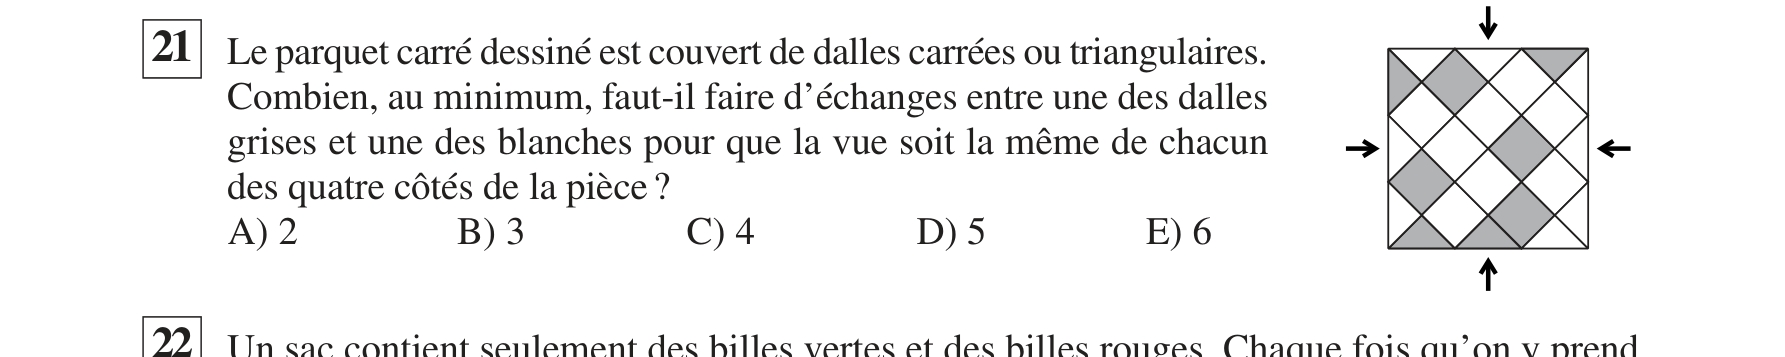 21 Le parquet carré dessiné est couvert de dalles carrées ou triangulaires.
Combien, au minimum, faut-il faire d'échanges entre une des dalles
grises et une des blanches pour que la vue soit la même de chacun
des quatre côtés de la pièce ?
A) 2 B) 3 C) 4 D) 5 E) 6
22 Un sac contient seulement des billes vertes et des billes rouges. Chaque fois qu'on y prend